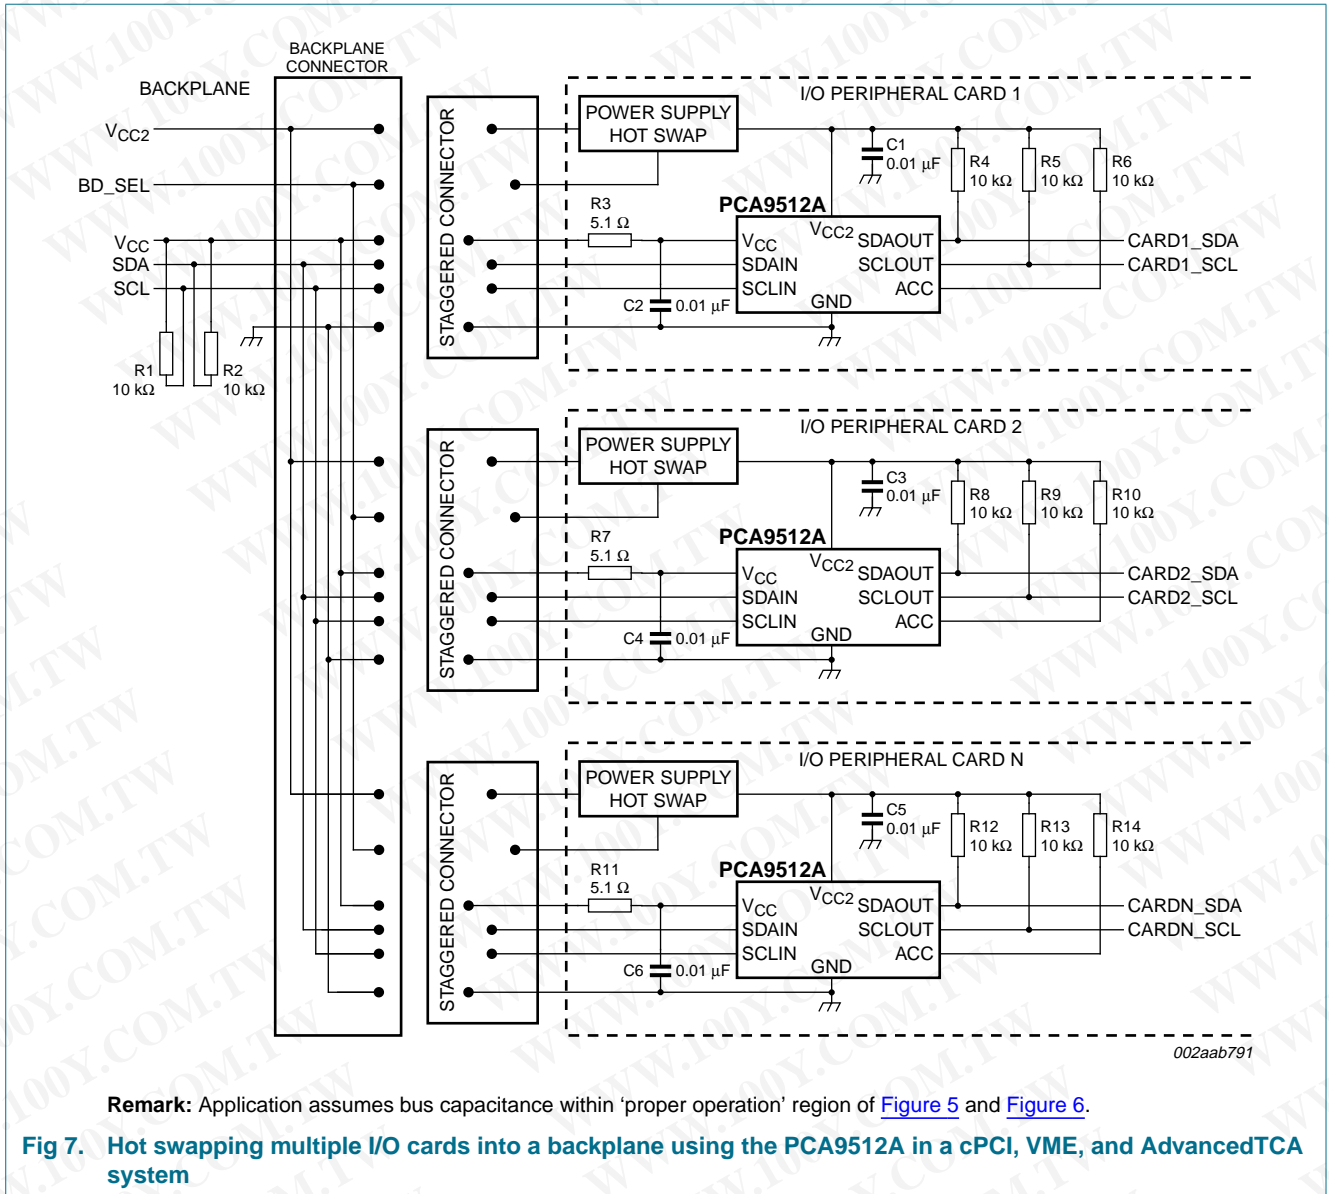 BACKPLANE
CONNECTOR
BACKPLANE
VCC2
BD_SEL
VCC
SDA
SCL
R1
10 kΩ
R2
10 kΩ
STAGGERED CONNECTOR
I/O PERIPHERAL CARD 1
POWER SUPPLY
HOT SWAP
C1
0.01 μF
R4
10 kΩ
R5
10 kΩ
R6
10 kΩ
R3
5.1 Ω
PCA9512A
VCC
VCC2
SDAOUT
CARD1_SDA
SDAIN
SCLOUT
CARD1_SCL
SCLIN
ACC
GND
C2
0.01 μF
STAGGERED CONNECTOR
I/O PERIPHERAL CARD 2
POWER SUPPLY
HOT SWAP
C3
0.01 μF
R8
10 kΩ
R9
10 kΩ
R10
10 kΩ
R7
5.1 Ω
PCA9512A
VCC
VCC2
SDAOUT
CARD2_SDA
SDAIN
SCLOUT
CARD2_SCL
SCLIN
ACC
GND
C4
0.01 μF
STAGGERED CONNECTOR
I/O PERIPHERAL CARD N
POWER SUPPLY
HOT SWAP
C5
0.01 μF
R12
10 kΩ
R13
10 kΩ
R14
10 kΩ
R11
5.1 Ω
PCA9512A
VCC
VCC2
SDAOUT
CARDN_SDA
SDAIN
SCLOUT
CARDN_SCL
SCLIN
ACC
GND
C6
0.01 μF
002aab791
Remark: Application assumes bus capacitance within ‘proper operation’ region of Figure 5 and Figure 6.
Fig 7. Hot swapping multiple I/O cards into a backplane using the PCA9512A in a cPCI, VME, and AdvancedTCA
system
WWW.100Y.COM.TW